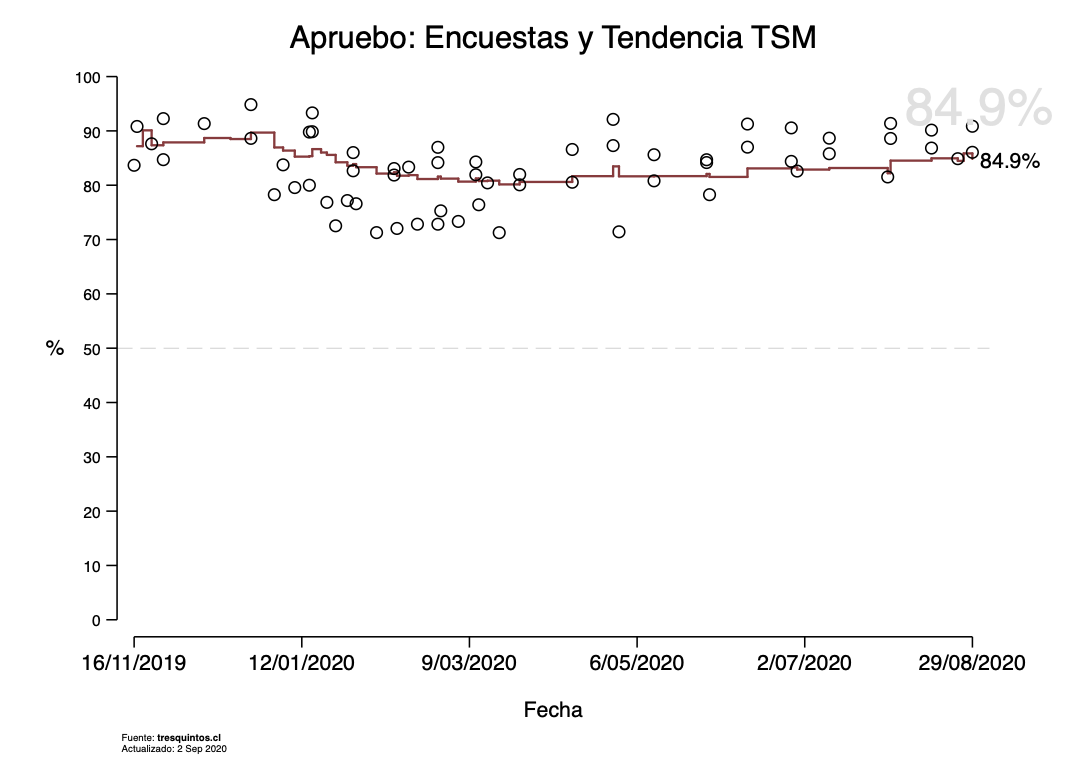 Apruebo: Encuestas y Tendencia TSM
100
84.9%
90
84.9%
80
70
60
% 50
40
30
20
10
0
16/11/2019 12/01/2020 9/03/2020 6/05/2020 2/07/2020 29/08/2020
Fecha
Fuente: tresquintos.cl
Actualizado: 2 Sep 2020